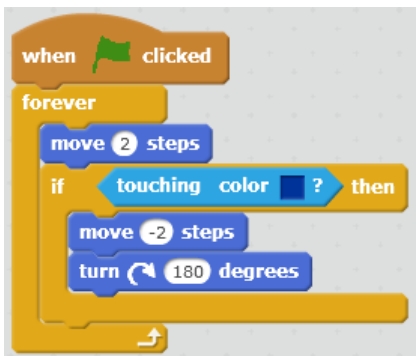 when clicked
forever
move 2 steps
if touching color ? then
move -2 steps
turn 180 degrees